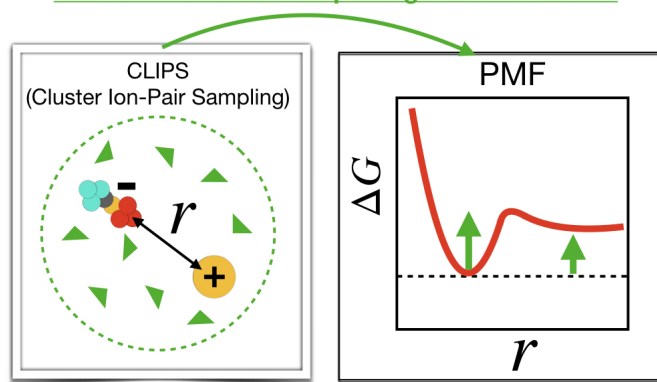 CLIPS
(Cluster Ion-Pair Sampling)
−
r
+
PMF
ΔG
r